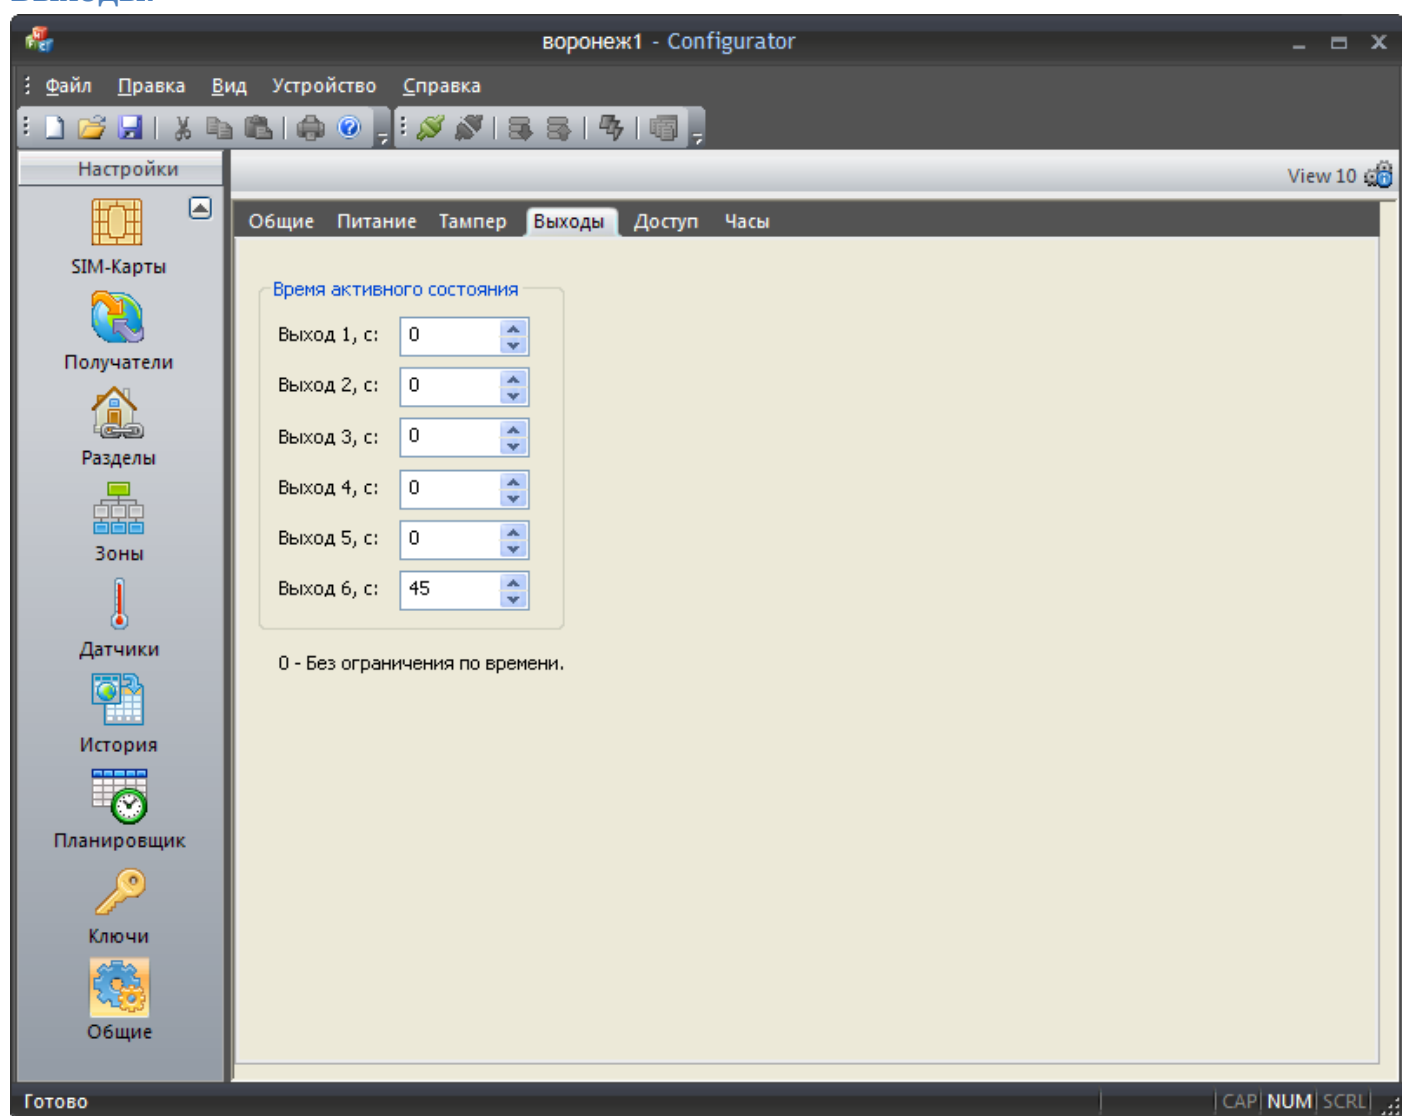 воронеж1 - Configurator
Файл Правка Вид Устройство Справка
Настройки
View 10
Общие Питание Тампер Выходы Доступ Часы
SIM-Карты
Получатели
Разделы
Зоны
Датчики
История
Планировщик
Ключи
Общие
Время активного состояния
Выход 1, с: 0
Выход 2, с: 0
Выход 3, с: 0
Выход 4, с: 0
Выход 5, с: 0
Выход 6, с: 45
0 - Без ограничения по времени.
Готово
CAP NUM SCRL